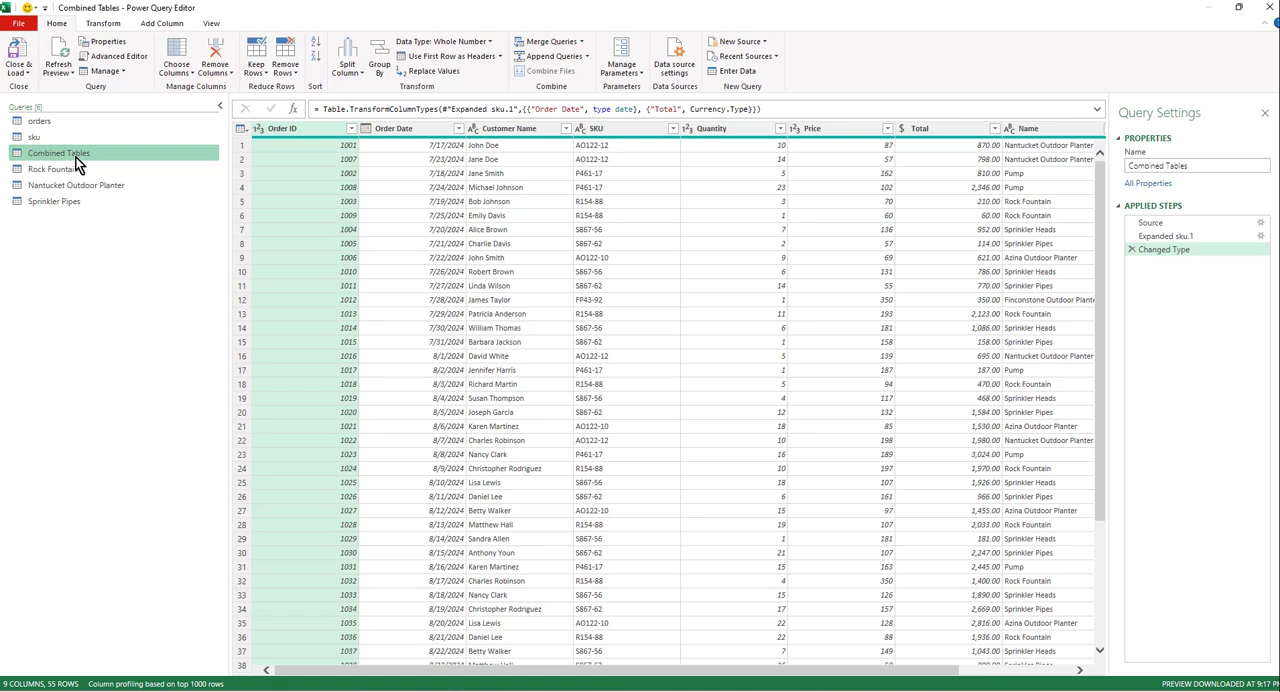 Combined Tables - Power Query Editor
File Home Transform Add Column View
Close & Load Refresh Preview Properties Advanced Editor Manage Choose Columns Remove Columns Keep Rows Remove Rows Split Column Group By Data Type: Whole Number Use First Row as Headers Replace Values Merge Queries Append Queries Combine Files Manage Parameters Data source settings New Source Recent Sources Enter Data
Close Query Manage Columns Reduce Rows Sort Transform Combine Parameters Data Sources New Query
Queries [6]
orders
sku
Combined Tables
Rock Fountain
Nantucket Outdoor Planter
Sprinkler Pipes
= Table.TransformColumnTypes(#"Expanded sku.1",{{"Order Date", type date}, {"Total", Currency.Type}})
Order ID Order Date Customer Name SKU Quantity Price Total Name
1 1001 7/17/2024 John Doe AO122-12 10 87 870.00 Nantucket Outdoor Planter
2 1007 7/23/2024 Jane Doe AO122-12 14 57 798.00 Nantucket Outdoor Planter
3 1002 7/18/2024 Jane Smith P461-17 5 162 810.00 Pump
4 1008 7/24/2024 Michael Johnson P461-17 23 102 2,346.00 Pump
5 1003 7/19/2024 Bob Johnson R154-88 3 70 210.00 Rock Fountain
6 1009 7/25/2024 Emily Davis R154-88 1 60 60.00 Rock Fountain
7 1004 7/20/2024 Alice Brown S867-56 7 136 952.00 Sprinkler Heads
8 1005 7/21/2024 Charlie Davis S867-62 2 57 114.00 Sprinkler Pipes
9 1006 7/22/2024 John Smith AO122-10 9 69 621.00 Azina Outdoor Planter
10 1010 7/26/2024 Robert Brown S867-56 6 131 786.00 Sprinkler Heads
11 1011 7/27/2024 Linda Wilson S867-62 14 55 770.00 Sprinkler Pipes
12 1012 7/28/2024 James Taylor FP43-92 1 350 350.00 Finconstone Outdoor Plant
13 1013 7/29/2024 Patricia Anderson R154-88 11 193 2,123.00 Rock Fountain
14 1014 7/30/2024 William Thomas S867-56 6 181 1,086.00 Sprinkler Heads
15 1015 7/31/2024 Barbara Jackson S867-62 1 158 158.00 Sprinkler Pipes
16 1016 8/1/2024 David White AO122-12 5 139 695.00 Nantucket Outdoor Planter
17 1017 8/2/2024 Jennifer Harris P461-17 1 187 187.00 Pump
18 1018 8/3/2024 Richard Martin R154-88 5 94 470.00 Rock Fountain
19 1019 8/4/2024 Susan Thompson S867-56 4 117 468.00 Sprinkler Heads
20 1020 8/5/2024 Joseph Garcia S867-62 12 132 1,584.00 Sprinkler Pipes
21 1021 8/6/2024 Karen Martinez AO122-10 18 85 1,530.00 Azina Outdoor Planter
22 1022 8/7/2024 Charles Robinson AO122-12 10 198 1,980.00 Nantucket Outdoor Planter
23 1023 8/8/2024 Nancy Clark P461-17 16 189 3,024.00 Pump
24 1024 8/9/2024 Christopher Rodriguez R154-88 10 197 1,970.00 Rock Fountain
25 1025 8/10/2024 Lisa Lewis S867-56 18 107 1,926.00 Sprinkler Heads
26 1026 8/11/2024 Daniel Lee S867-62 6 161 966.00 Sprinkler Pipes
27 1027 8/12/2024 Betty Walker AO122-10 15 97 1,455.00 Azina Outdoor Planter
28 1028 8/13/2024 Matthew Hall R154-88 19 107 2,033.00 Rock Fountain
29 1029 8/14/2024 Sandra Allen S867-56 1 181 181.00 Sprinkler Heads
30 1030 8/15/2024 Anthony Youn S867-62 21 107 2,247.00 Sprinkler Pipes
31 1031 8/16/2024 Karen Martinez P461-17 15 163 2,445.00 Pump
32 1032 8/17/2024 Charles Robinson R154-88 4 350 1,400.00 Rock Fountain
33 1033 8/18/2024 Nancy Clark S867-56 15 126 1,890.00 Sprinkler Heads
34 1034 8/19/2024 Christopher Rodriguez S867-62 17 157 2,669.00 Sprinkler Pipes
35 1035 8/20/2024 Lisa Lewis AO122-10 22 128 2,816.00 Azina Outdoor Planter
36 1036 8/21/2024 Daniel Lee R154-88 22 88 1,936.00 Rock Fountain
37 1037 8/22/2024 Betty Walker S867-56 7 149 1,043.00 Sprinkler Heads
38
Query Settings
PROPERTIES
Name
Combined Tables
All Properties
APPLIED STEPS
Source
Expanded sku.1
Changed Type
9 COLUMNS, 55 ROWS Column profiling based on top 1000 rows PREVIEW DOWNLOADED AT 9:17 PM